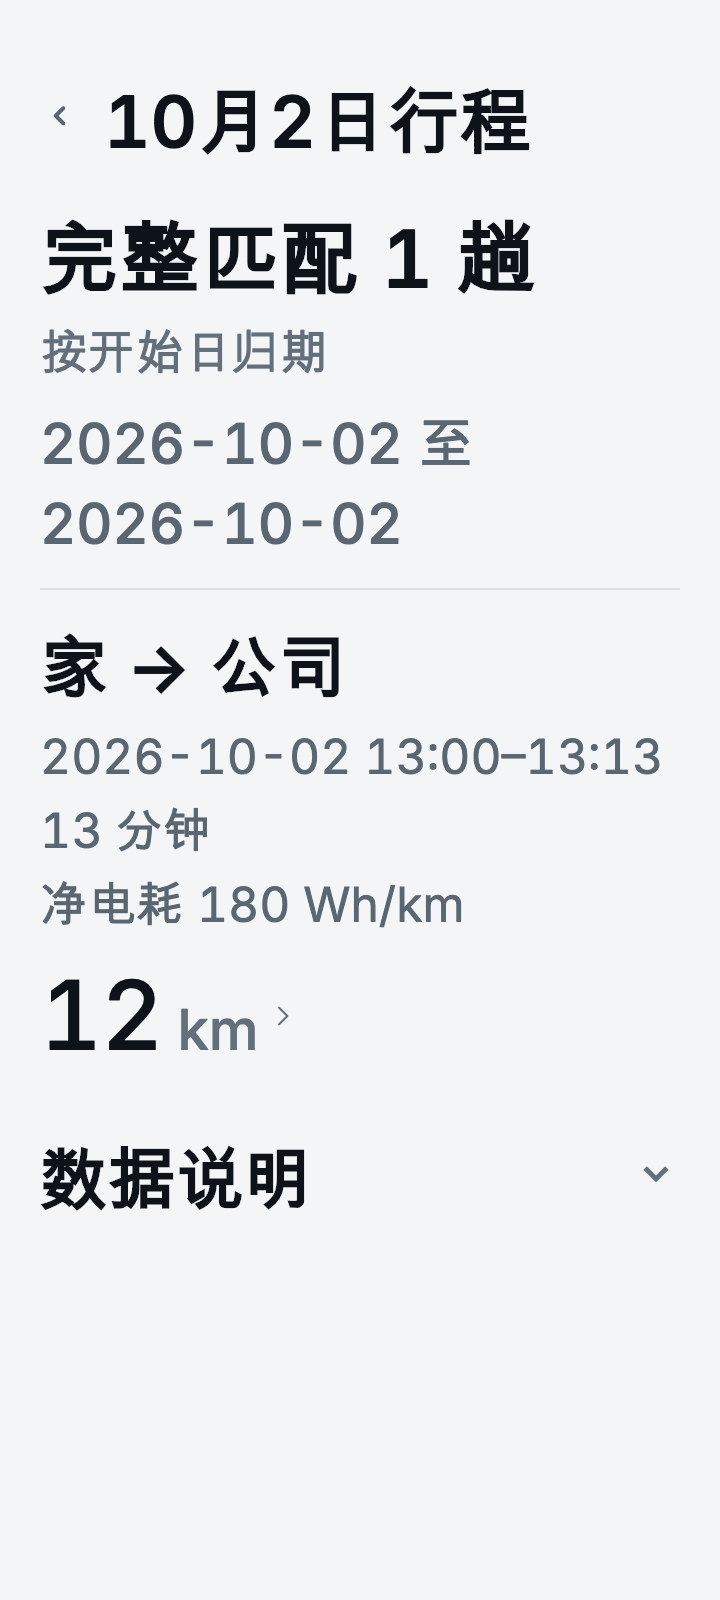 10月2日行程
完整匹配 1 趟
按开始日归期
2026-10-02 至
2026-10-02
家 → 公司
2026-10-02 13:00–13:13
13 分钟
净电耗 180 Wh/km
12 km
数据说明